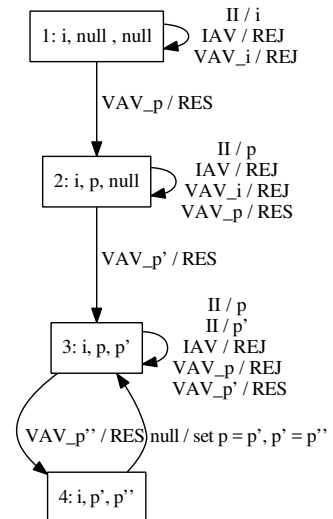 II / i
IAV / REJ
VAV_i / REJ
1: i, null , null
VAV_p / RES
II / p
IAV / REJ
VAV_i / REJ
VAV_p / RES
2: i, p, null
VAV_p’ / RES
II / p
II / p’
IAV / REJ
VAV_p / REJ
VAV_p’ / RES
3: i, p, p’
VAV_p’’ / RES
null / set p = p’, p’ = p’’
4: i, p’, p’’